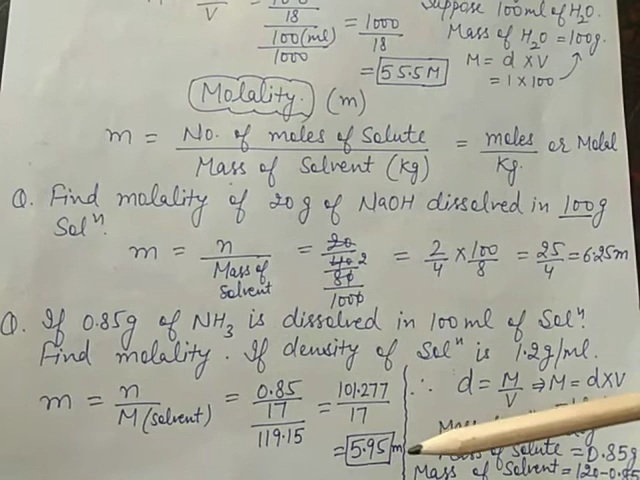 M = 100/18 / 100(ml)/1000 = 1000/18
= 55.5M
Suppose 100ml of H₂O.
Mass of H₂O = 100g.
M = d × V
= 1 × 100
Molality. (m)
m = No. of moles of Solute / Mass of Solvent (Kg) = moles/Kg. or Molal
Q. Find molality of 20g of NaOH dissolved in 100g
Solⁿ.
m = n / Mass of Solvent = 20/40 / 80/1000 = 2/4 × 100/8 = 25/4 = 6.25m
Q. If 0.85g of NH₃ is dissolved in 100ml of Solⁿ.
Find molality. If density of Solⁿ is 1.2g/ml.
m = n / M(solvent) = 0.85/17 / 119.15 = 101.277/17
= 5.95m
∴ d = M/V ⇒ M = d×V
Mass of Solute = 0.85g
Mass of Solvent = 120-0.85